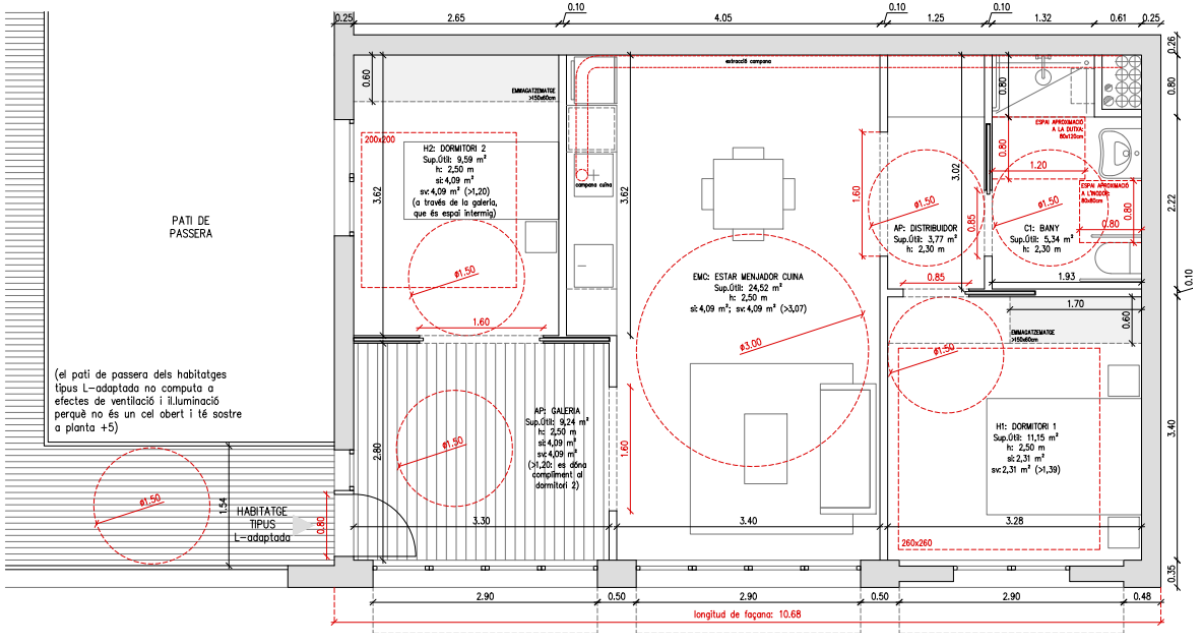 0.25
2.65
0.10
4.05
0.10
1.25
0.10
1.32
0.61
0.25
0.26
0.60
EMMAGATZEMATGE
>150x60cm
extracció campana
0.80
0.80
200x200
H2: DORMITORI 2
Sup.Útil: 9,59 m²
h: 2,50 m
si: 4,09 m²
sv: 4,09 m² (>1,20)
(a través de la galeria,
que és espai intermig)
campana cuina
3.62
3.62
1.60
3.02
0.80
ESPAI APROXIMACIÓ
A LA DUTXA:
80x120cm
1.20
ESPAI APROXIMACIÓ
A L'INODOR:
80x80cm
0.80
0.80
2.22
PATI DE
PASSERA
ø1.50
ø1.50
0.85
AP: DISTRIBUIDOR
Sup.Útil: 3,77 m²
h: 2,30 m
C1: BANY
Sup.Útil: 5,34 m²
h: 2,30 m
ø1.50
EMC: ESTAR MENJADOR CUINA
Sup.Útil: 24,52 m²
h: 2,50 m
si: 4,09 m²; sv: 4,09 m² (>3,07)
0.85
1.93
0.10
1.60
ø3.00
1.70
0.60
EMMAGATZEMATGE
>150x60cm
ø1.50
(el pati de passera dels habitatges
tipus L-adaptada no computa a
efectes de ventilació i il.luminació
perquè no és un cel obert i té sostre
a planta +5)
2.80
ø1.50
AP: GALERIA
Sup.Útil: 9,24 m²
h: 2,50 m
si: 4,09 m²
sv: 4,09 m²
(>1,20: es dóna
compliment al
dormitori 2)
1.60
H1: DORMITORI 1
Sup.Útil: 11,15 m²
h: 2,50 m
si: 2,31 m²
sv: 2,31 m² (>1,39)
3.40
ø1.50
1.54
HABITATGE
TIPUS
L-adaptada
0.80
3.30
3.40
3.28
260x260
0.35
2.90
0.50
2.90
0.50
2.90
0.48
longitud de façana: 10.68